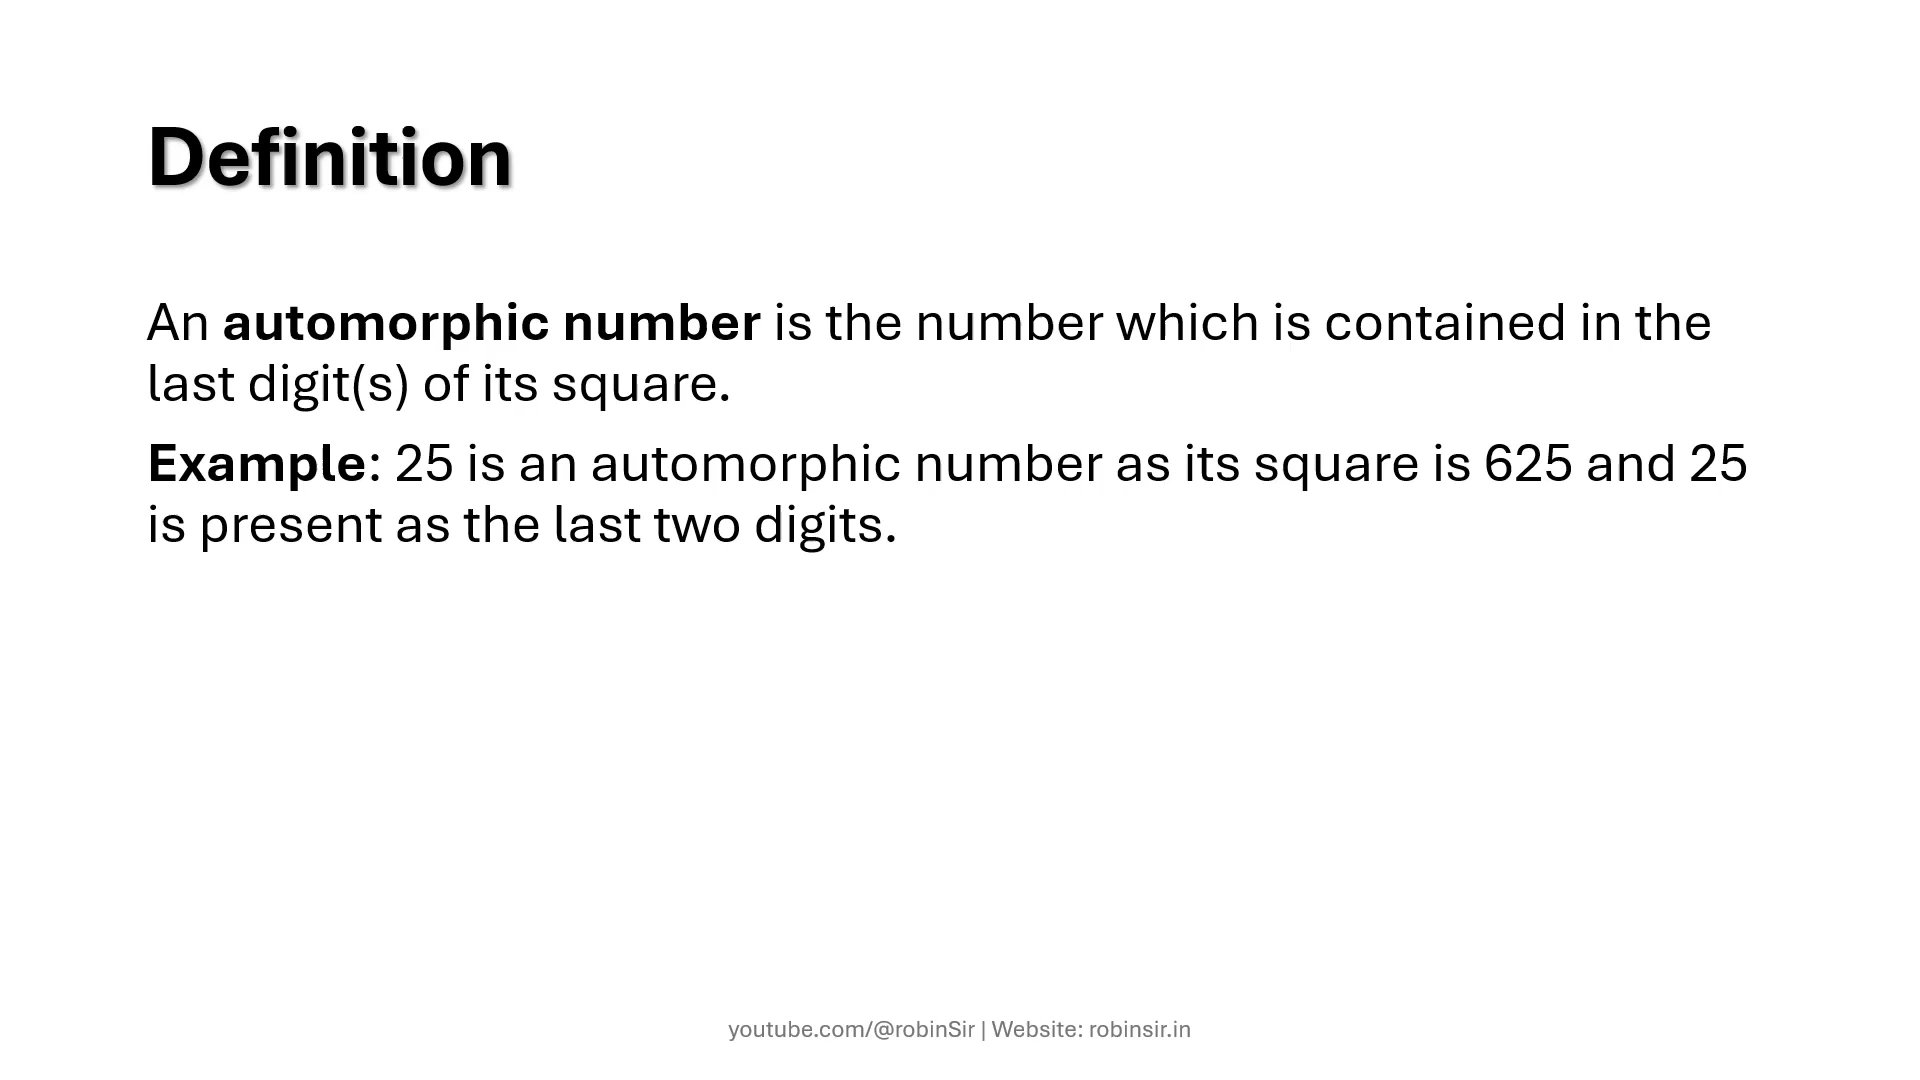 Definition
An automorphic number is the number which is contained in the
last digit(s) of its square.
Example: 25 is an automorphic number as its square is 625 and 25
is present as the last two digits.
youtube.com/@robinSir | Website: robinsir.in